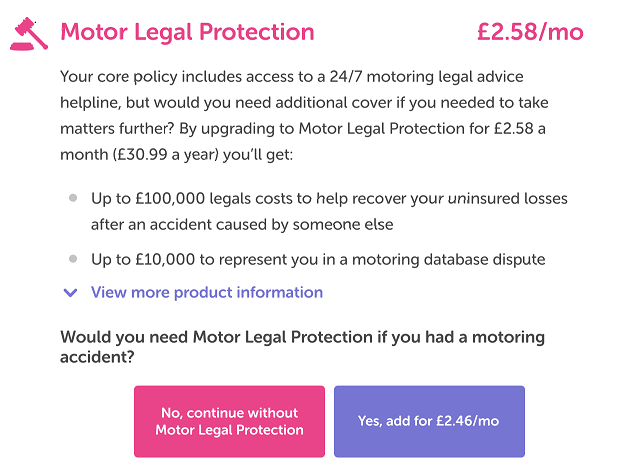 Motor Legal Protection £2.58/mo
Your core policy includes access to a 24/7 motoring legal advice
helpline, but would you need additional cover if you needed to take
matters further? By upgrading to Motor Legal Protection for £2.58 a
month (£30.99 a year) you'll get:
Up to £100,000 legals costs to help recover your uninsured losses
after an accident caused by someone else
Up to £10,000 to represent you in a motoring database dispute
View more product information
Would you need Motor Legal Protection if you had a motoring
accident?
No, continue without
Motor Legal Protection
Yes, add for £2.46/mo